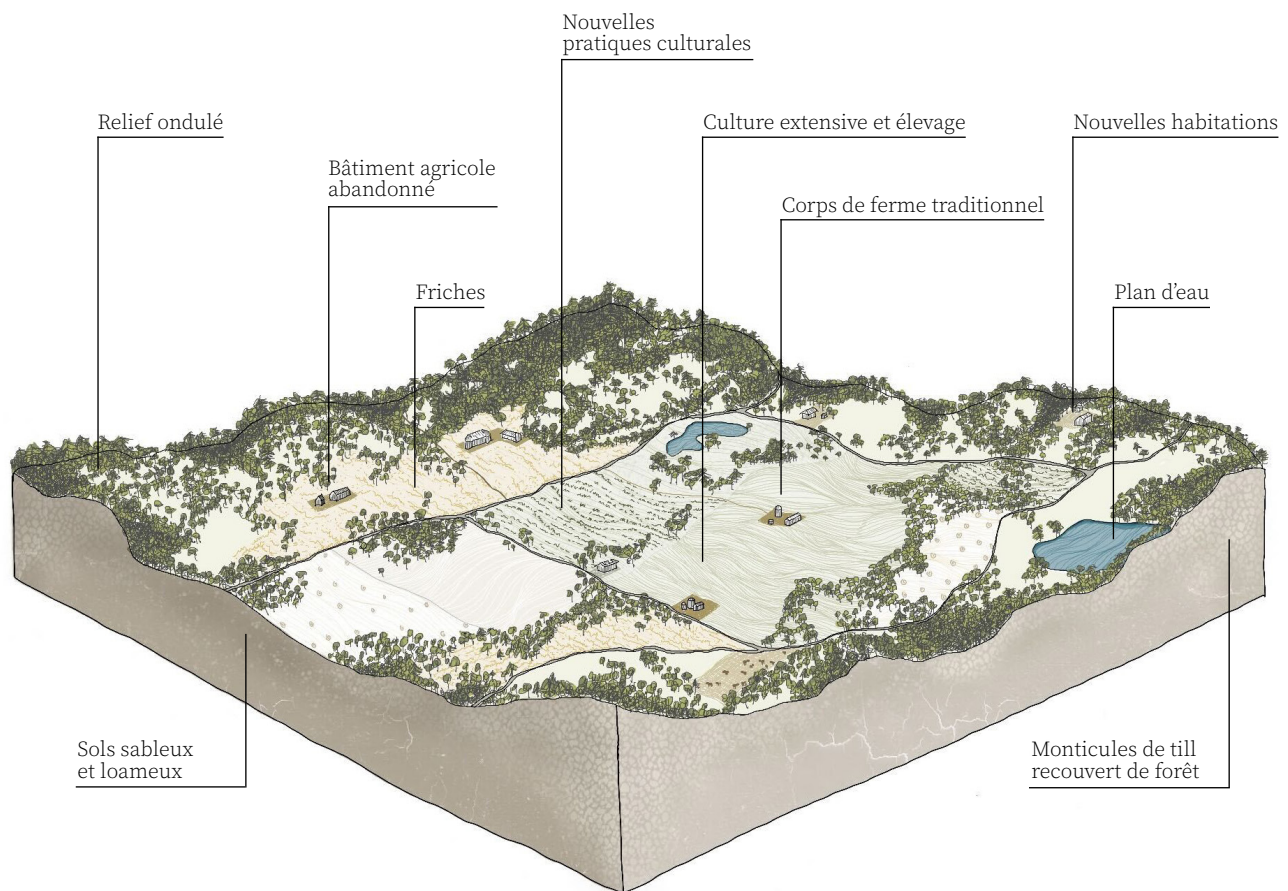 Nouvelles
pratiques culturales
Relief ondulé
Culture extensive et élevage
Nouvelles habitations
Bâtiment agricole
abandonné
Corps de ferme traditionnel
Friches
Plan d’eau
Sols sableux
et loameux
Monticules de till
recouvert de forêt